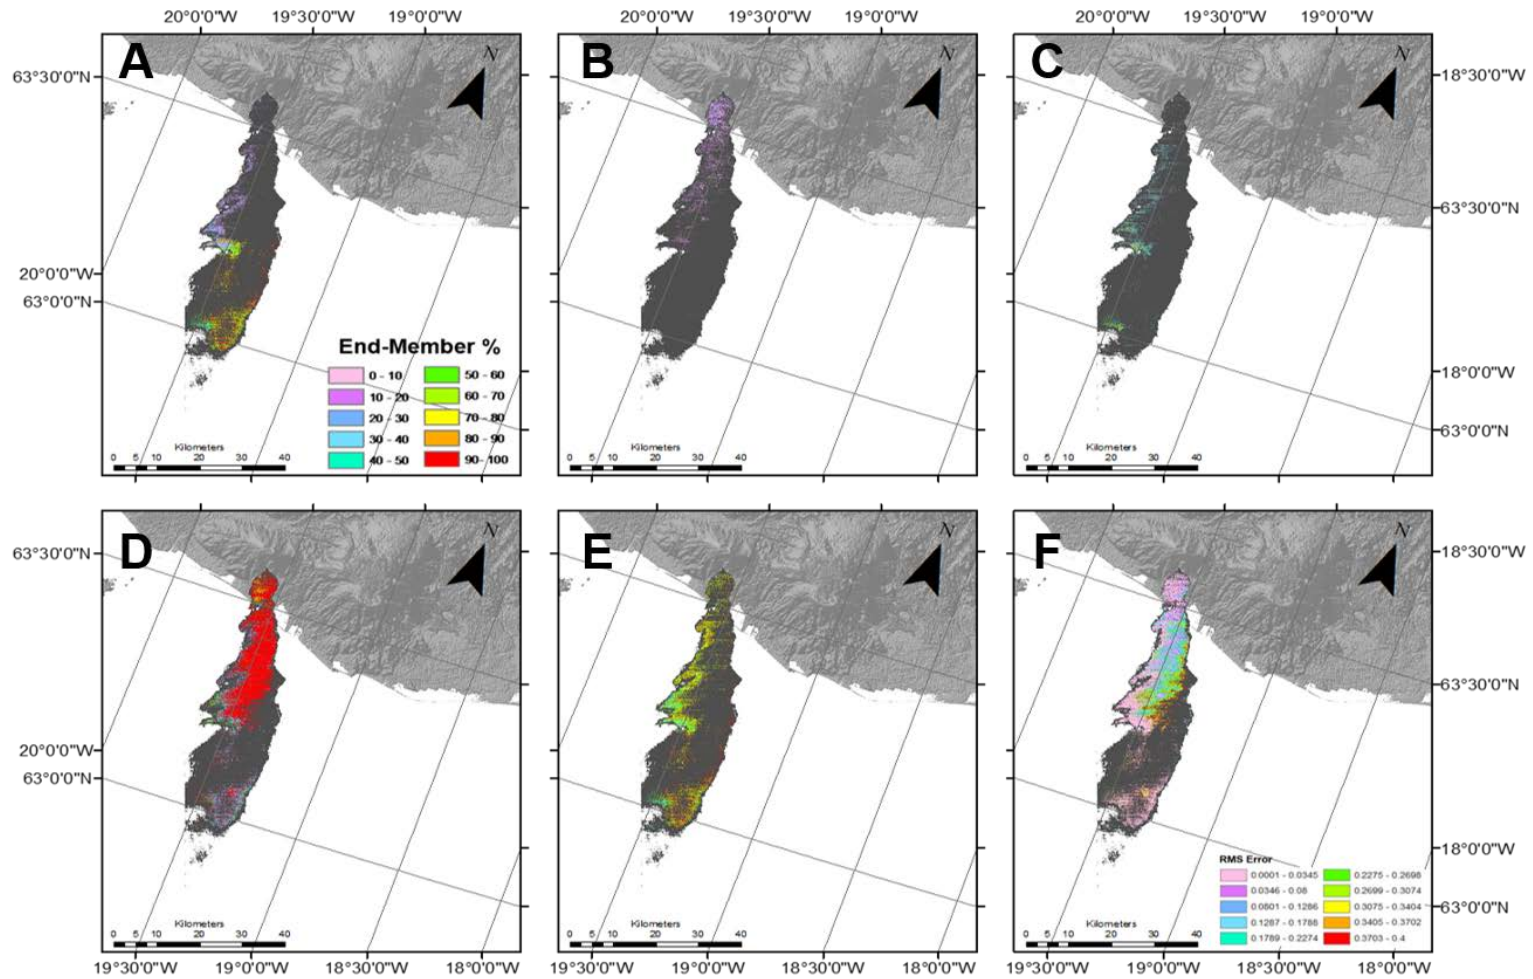 20°0'0"W 19°30'0"W 19°0'0"W 20°0'0"W 19°30'0"W 19°0'0"W 20°0'0"W 19°30'0"W 19°0'0"W
A N B N C N
63°30'0"N 18°30'0"W
63°30'0"N
20°0'0"W
63°0'0"N
End-Member %
0 - 10 50 - 60
10 - 20 60 - 70
20 - 30 70 - 80
30 - 40 80 - 90
40 - 50 90 - 100
18°0'0"W
63°0'0"N
Kilometers Kilometers Kilometers
0 5 10 20 30 40 0 5 10 20 30 40 0 5 10 20 30 40
D N E N F N
63°30'0"N 18°30'0"W
63°30'0"N
20°0'0"W
63°0'0"N
18°0'0"W
63°0'0"N
RMS Error
0.0001 - 0.0345 0.2275 - 0.2698
0.0346 - 0.08 0.2699 - 0.3074
0.0801 - 0.1286 0.3075 - 0.3404
0.1287 - 0.1788 0.3405 - 0.3702
0.1789 - 0.2274 0.3703 - 0.4
Kilometers Kilometers Kilometers
0 5 10 20 30 40 0 5 10 20 30 40 0 5 10 20 30 40
19°30'0"W 19°0'0"W 18°30'0"W 18°0'0"W 19°30'0"W 19°0'0"W 18°30'0"W 18°0'0"W 19°30'0"W 19°0'0"W 18°30'0"W 18°0'0"W